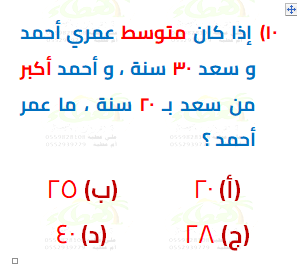 ١٠) إذا كان متوسط عمري أحمد
و سعد ٣٠ سنة ، و أحمد أكبر
من سعد بـ ٢٠ سنة ، ما عمر
أحمد ؟
(أ) ٢٠ (ب) ٢٥
(ج) ٢٨ (د) ٤٠